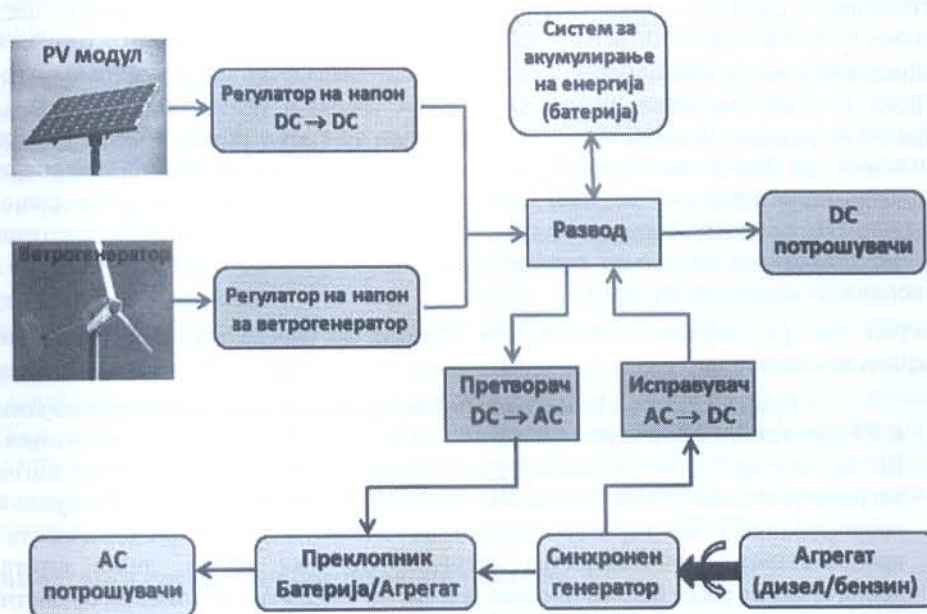 PV модул
Регулатор на напон
DC → DC
Систем за
акумулирање
на енергија
(батерија)
Развод
DC
потрошувачи
Ветрогенератор
Регулатор на напон
за ветрогенератор
Претворач
DC → AC
Исправувач
AC → DC
AC
потрошувачи
Преклопник
Батерија/Агрегат
Синхронен
генератор
Агрегат
(дизел/бензин)